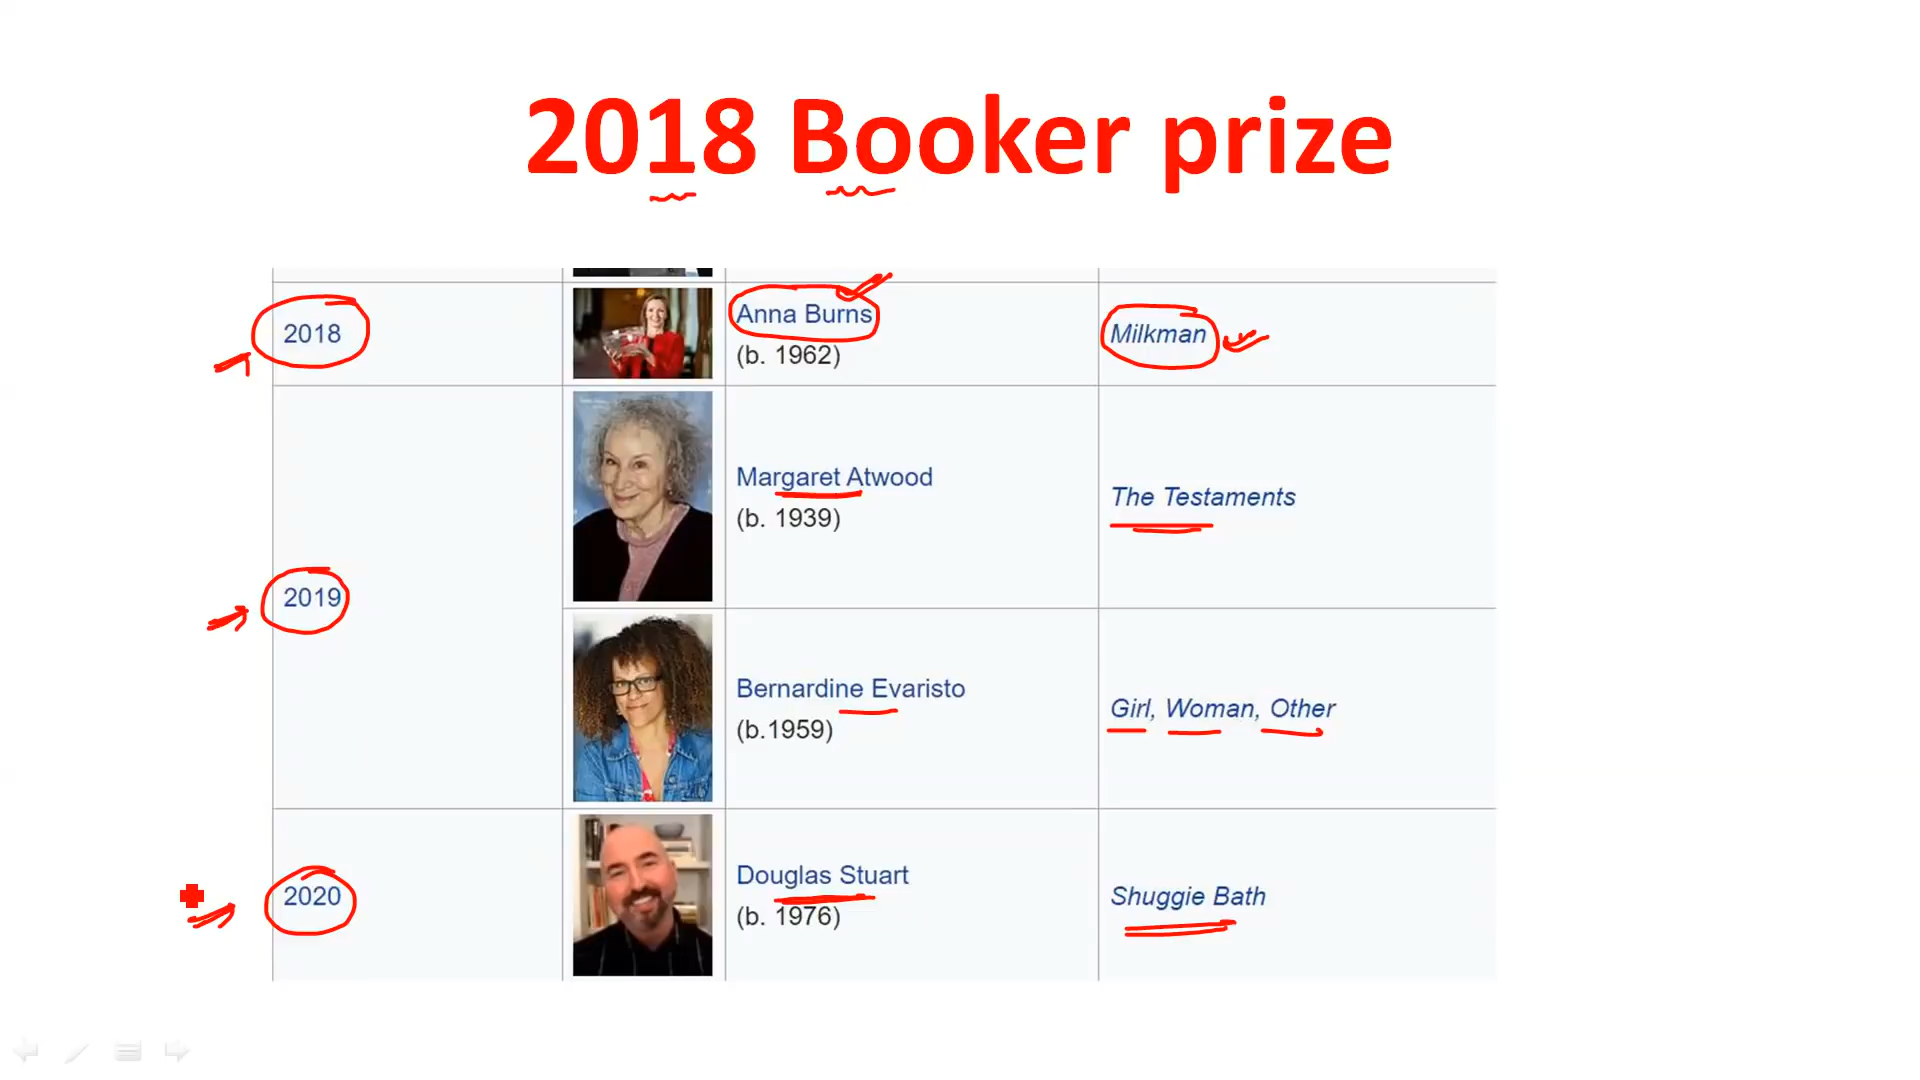 2018 Booker prize
2018
Anna Burns
(b. 1962)
Milkman
2019
Margaret Atwood
(b. 1939)
The Testaments
Bernardine Evaristo
(b.1959)
Girl, Woman, Other
2020
Douglas Stuart
(b. 1976)
Shuggie Bath